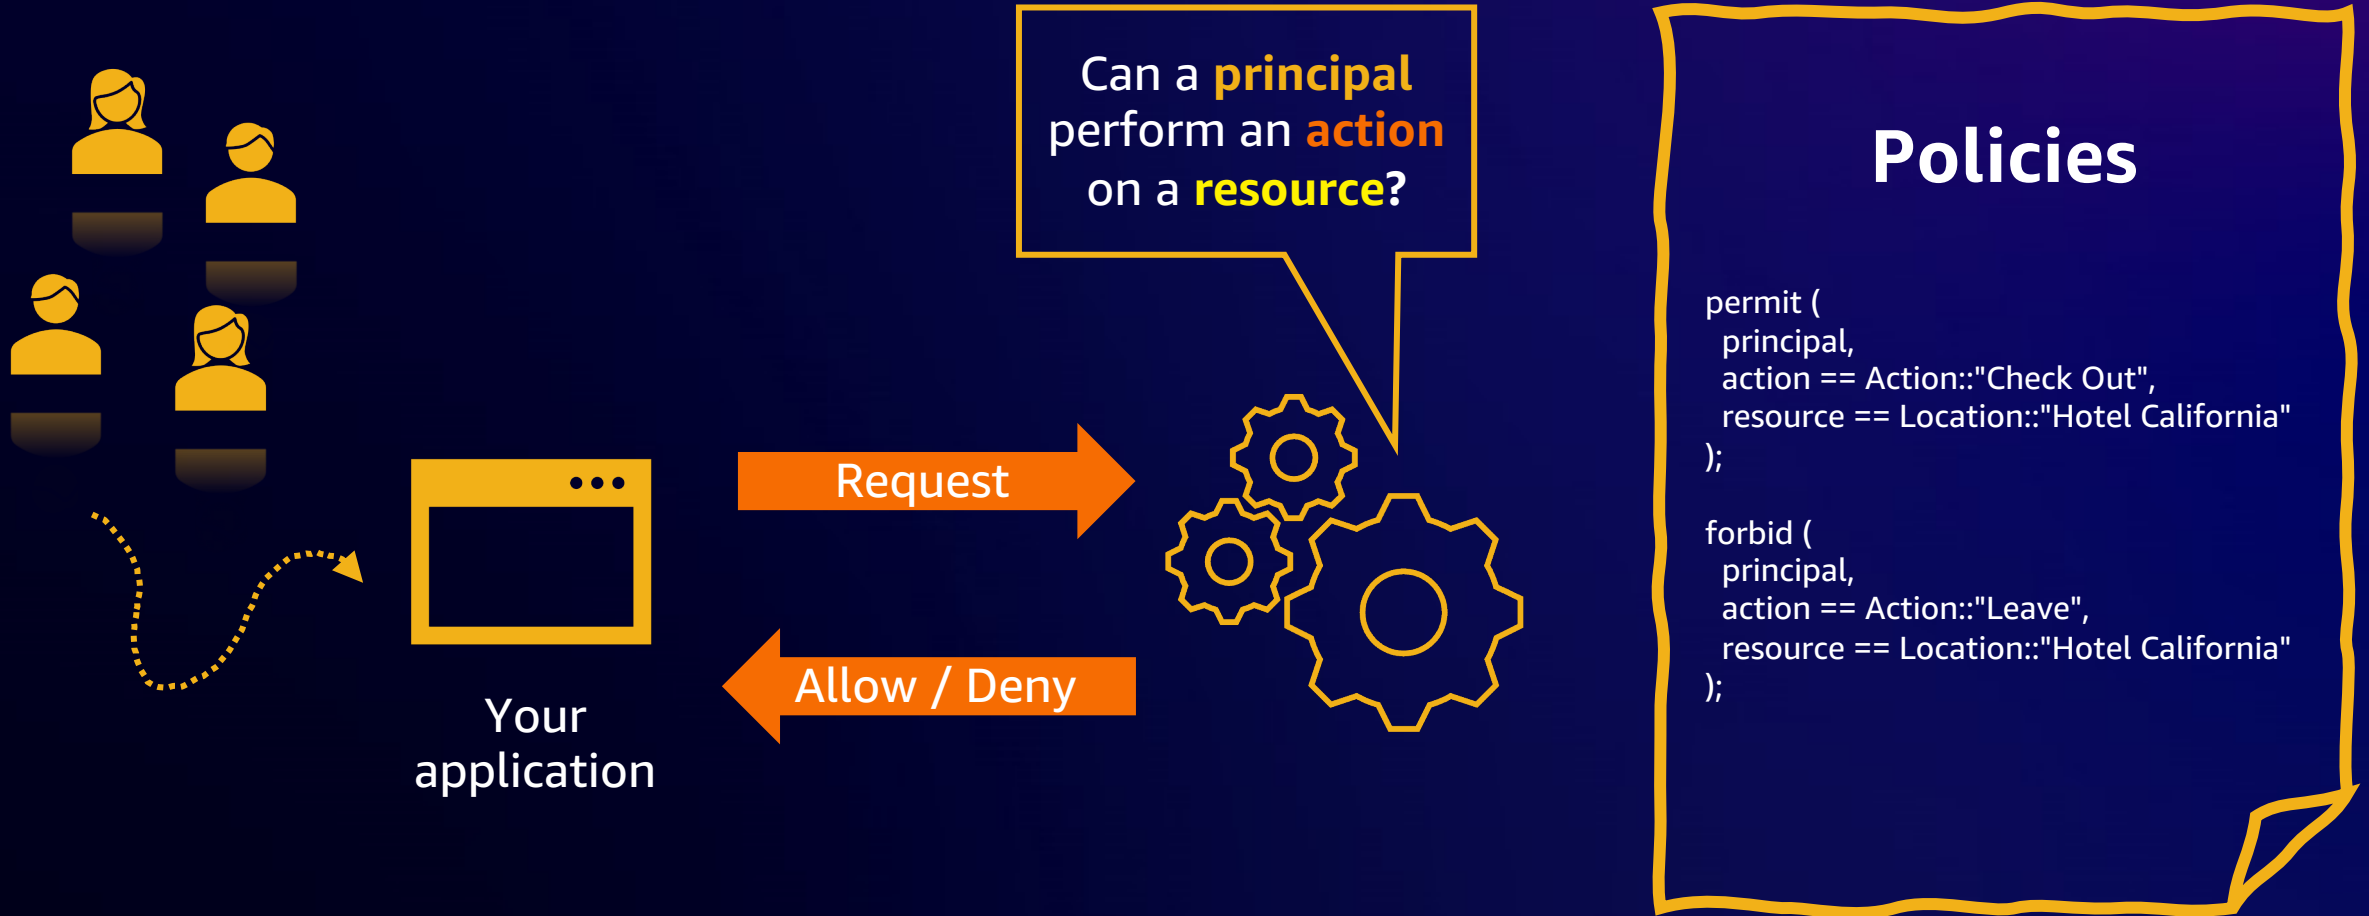 Can a principal
perform an action
on a resource?
Request
Allow / Deny
Your
application
Policies
permit (
principal,
action == Action::"Check Out",
resource == Location::"Hotel California"
);
forbid (
principal,
action == Action::"Leave",
resource == Location::"Hotel California"
);